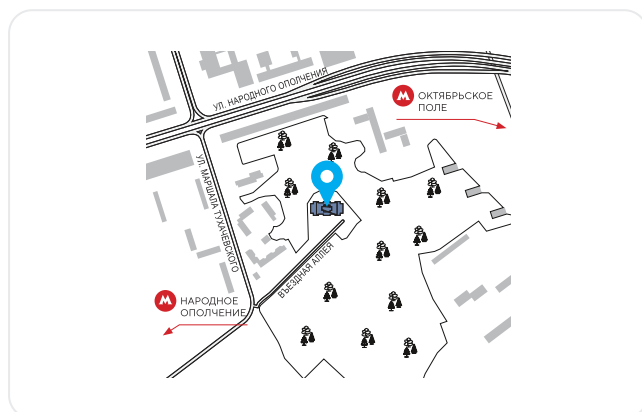 УЛ. НАРОДНОГО ОПОЛЧЕНИЯ
М ОКТЯБРЬСКОЕ
ПОЛЕ
УЛ. МАРШАЛА ТУХАЧЕВСКОГО
ВЪЕЗДНАЯ АЛЛЕЯ
М НАРОДНОЕ
ОПОЛЧЕНИЕ